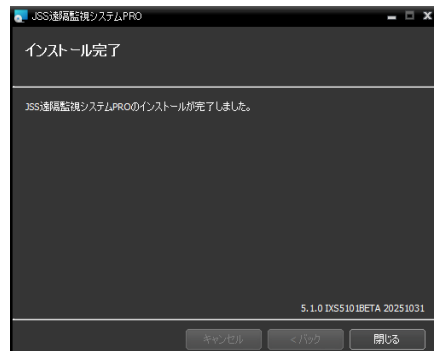 JSS遠隔監視システムPRO
インストール完了
JSS遠隔監視システムPROのインストールが完了しました。
5.1.0 IXS5101BETA 20251031
キャンセル
< バック
閉じる